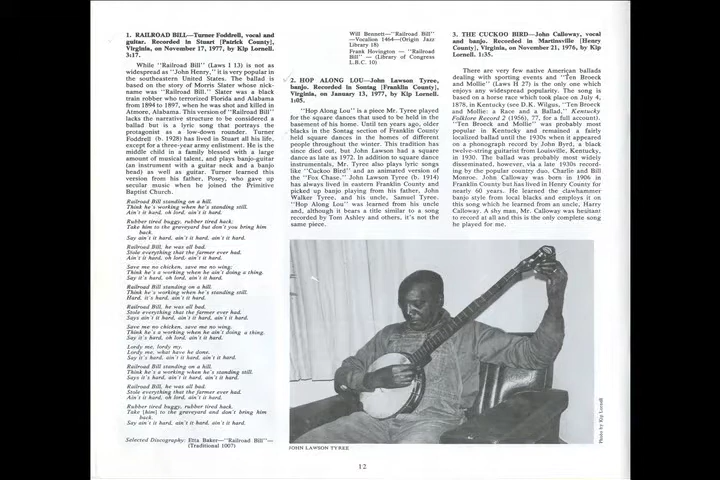 1. RAILROAD BILL—Turner Foddrell, vocal and
guitar. Recorded in Stuart [Patrick County],
Virginia, on November 17, 1977, by Kip Lornell.
3:17.
While "Railroad Bill" (Laws I 13) is not as
widespread as "John Henry," it is very popular in
the southeastern United States. The ballad is
based on the story of Morris Slater whose nick-
name was "Railroad Bill." Slater was a black
train robber who terrorized Florida and Alabama
from 1894 to 1897, when he was shot and killed in
Atmore, Alabama. This version of "Railroad Bill"
lacks the narrative structure to be considered a
ballad but is a lyric song that portrays the
protagonist as a low-down rounder. Turner
Foddrell (b. 1928) has lived in Stuart all his life,
except for a three-year army enlistment. He is the
middle child in a family blessed with a large
amount of musical talent, and plays banjo-guitar
(an instrument with a guitar neck and a banjo
head) as well as guitar. Turner learned this
version from his father, Posey, who gave up
secular music when he joined the Primitive
Baptist Church.
Railroad Bill standing on a hill.
Think he's working when he's standing still.
Ain't it hard, oh lord, ain't it hard.
Rubber tired buggy, rubber tired hack;
Take him to the graveyard but don't you bring him
back.
Say ain't it hard, ain't it hard, ain't it hard.
Railroad Bill, he was all bad.
Stole everything that the farmer ever had.
Ain't it hard, oh lord, ain't it hard.
Save me no chicken, save me no wing;
Think he's a working when he ain't doing a thing.
Say it's hard, oh lord, ain't it hard.
Railroad Bill standing on a hill.
Think he's working when he's standing still.
Hard, it's hard, ain't it hard.
Railroad Bill, he was all bad.
Stole everything that the farmer ever had.
Says ain't it hard, ain't it hard, ain't it hard.
Save me no chicken, save me no wing;
Think he's a working when he ain't doing a thing.
Say it's hard, oh lord, ain't it hard.
Lordy me, lordy my.
Lordy me, what have he done.
Say it's hard, ain't it hard, ain't it hard.
Railroad Bill standing on a hill.
Think he's working when he's standing still.
Says it's hard, ain't it hard, ain't it hard.
Railroad Bill, he was all bad.
Stole everything that the farmer ever had.
Ain't it hard, oh lord, ain't it hard.
Rubber tired buggy, rubber tired hack.
Take [him] to the graveyard and don't bring him
back.
Say ain't it hard, ain't it hard, ain't it hard.
Selected Discography: Etta Baker—"Railroad Bill"—
(Traditional 1007)
Will Bennett—"Railroad Bill"
—Vocalion 1464—(Origin Jazz
Library 18)
Frank Hovington — "Railroad
Bill" — (Library of Congress
L.B.C. 10)
2. HOP ALONG LOU—John Lawson Tyree,
banjo. Recorded in Sontag [Franklin County],
Virginia, on January 13, 1977, by Kip Lornell.
1:05.
"Hop Along Lou" is a piece Mr. Tyree played
for the square dances that used to be held in the
basement of his home. Until ten years ago, older
blacks in the Sontag section of Franklin County
held square dances in the homes of different
people throughout the winter. This tradition has
since died out, but John Lawson had a square
dance as late as 1972. In addition to square dance
instrumentals, Mr. Tyree also plays lyric songs
like "Cuckoo Bird" and an animated version of
the "Fox Chase." John Lawson Tyree (b. 1914)
has always lived in eastern Franklin County and
picked up banjo playing from his father, John
Walker Tyree, and his uncle, Samuel Tyree.
"Hop Along Lou" was learned from his uncle
and, although it bears a title similar to a song
recorded by Tom Ashley and others, it's not the
same piece.
3. THE CUCKOO BIRD—John Calloway, vocal
and banjo. Recorded in Martinsville [Henry
County], Virginia, on November 21, 1976, by Kip
Lornell. 1:35.
There are very few native American ballads
dealing with sporting events and "Ten Broeck
and Mollie" (Laws H 27) is the only one which
enjoys any widespread popularity. The song is
based on a horse race which took place on July 4,
1878, in Kentucky (see D.K. Wilgus, "Ten Broeck
and Mollie: a Race and a Ballad," Kentucky
Folklore Record 2 (1956), 77, for a full account).
"Ten Broeck and Mollie" was probably most
popular in Kentucky and remained a fairly
localized ballad until the 1930s when it appeared
on a phonograph record by John Byrd, a black
twelve-string guitarist from Louisville, Kentucky,
in 1930. The ballad was probably most widely
disseminated, however, via a late 1930s record-
ing by the popular country duo, Charlie and Bill
Monroe. John Calloway was born in 1906 in
Franklin County but has lived in Henry County for
nearly 60 years. He learned the clawhammer
banjo style from local blacks and employs it on
this song which he learned from an uncle, Harry
Calloway. A shy man, Mr. Calloway was hesitant
to record at all and this is the only complete song
he played for me.
Photo by Kip Lornell
JOHN LAWSON TYREE
12